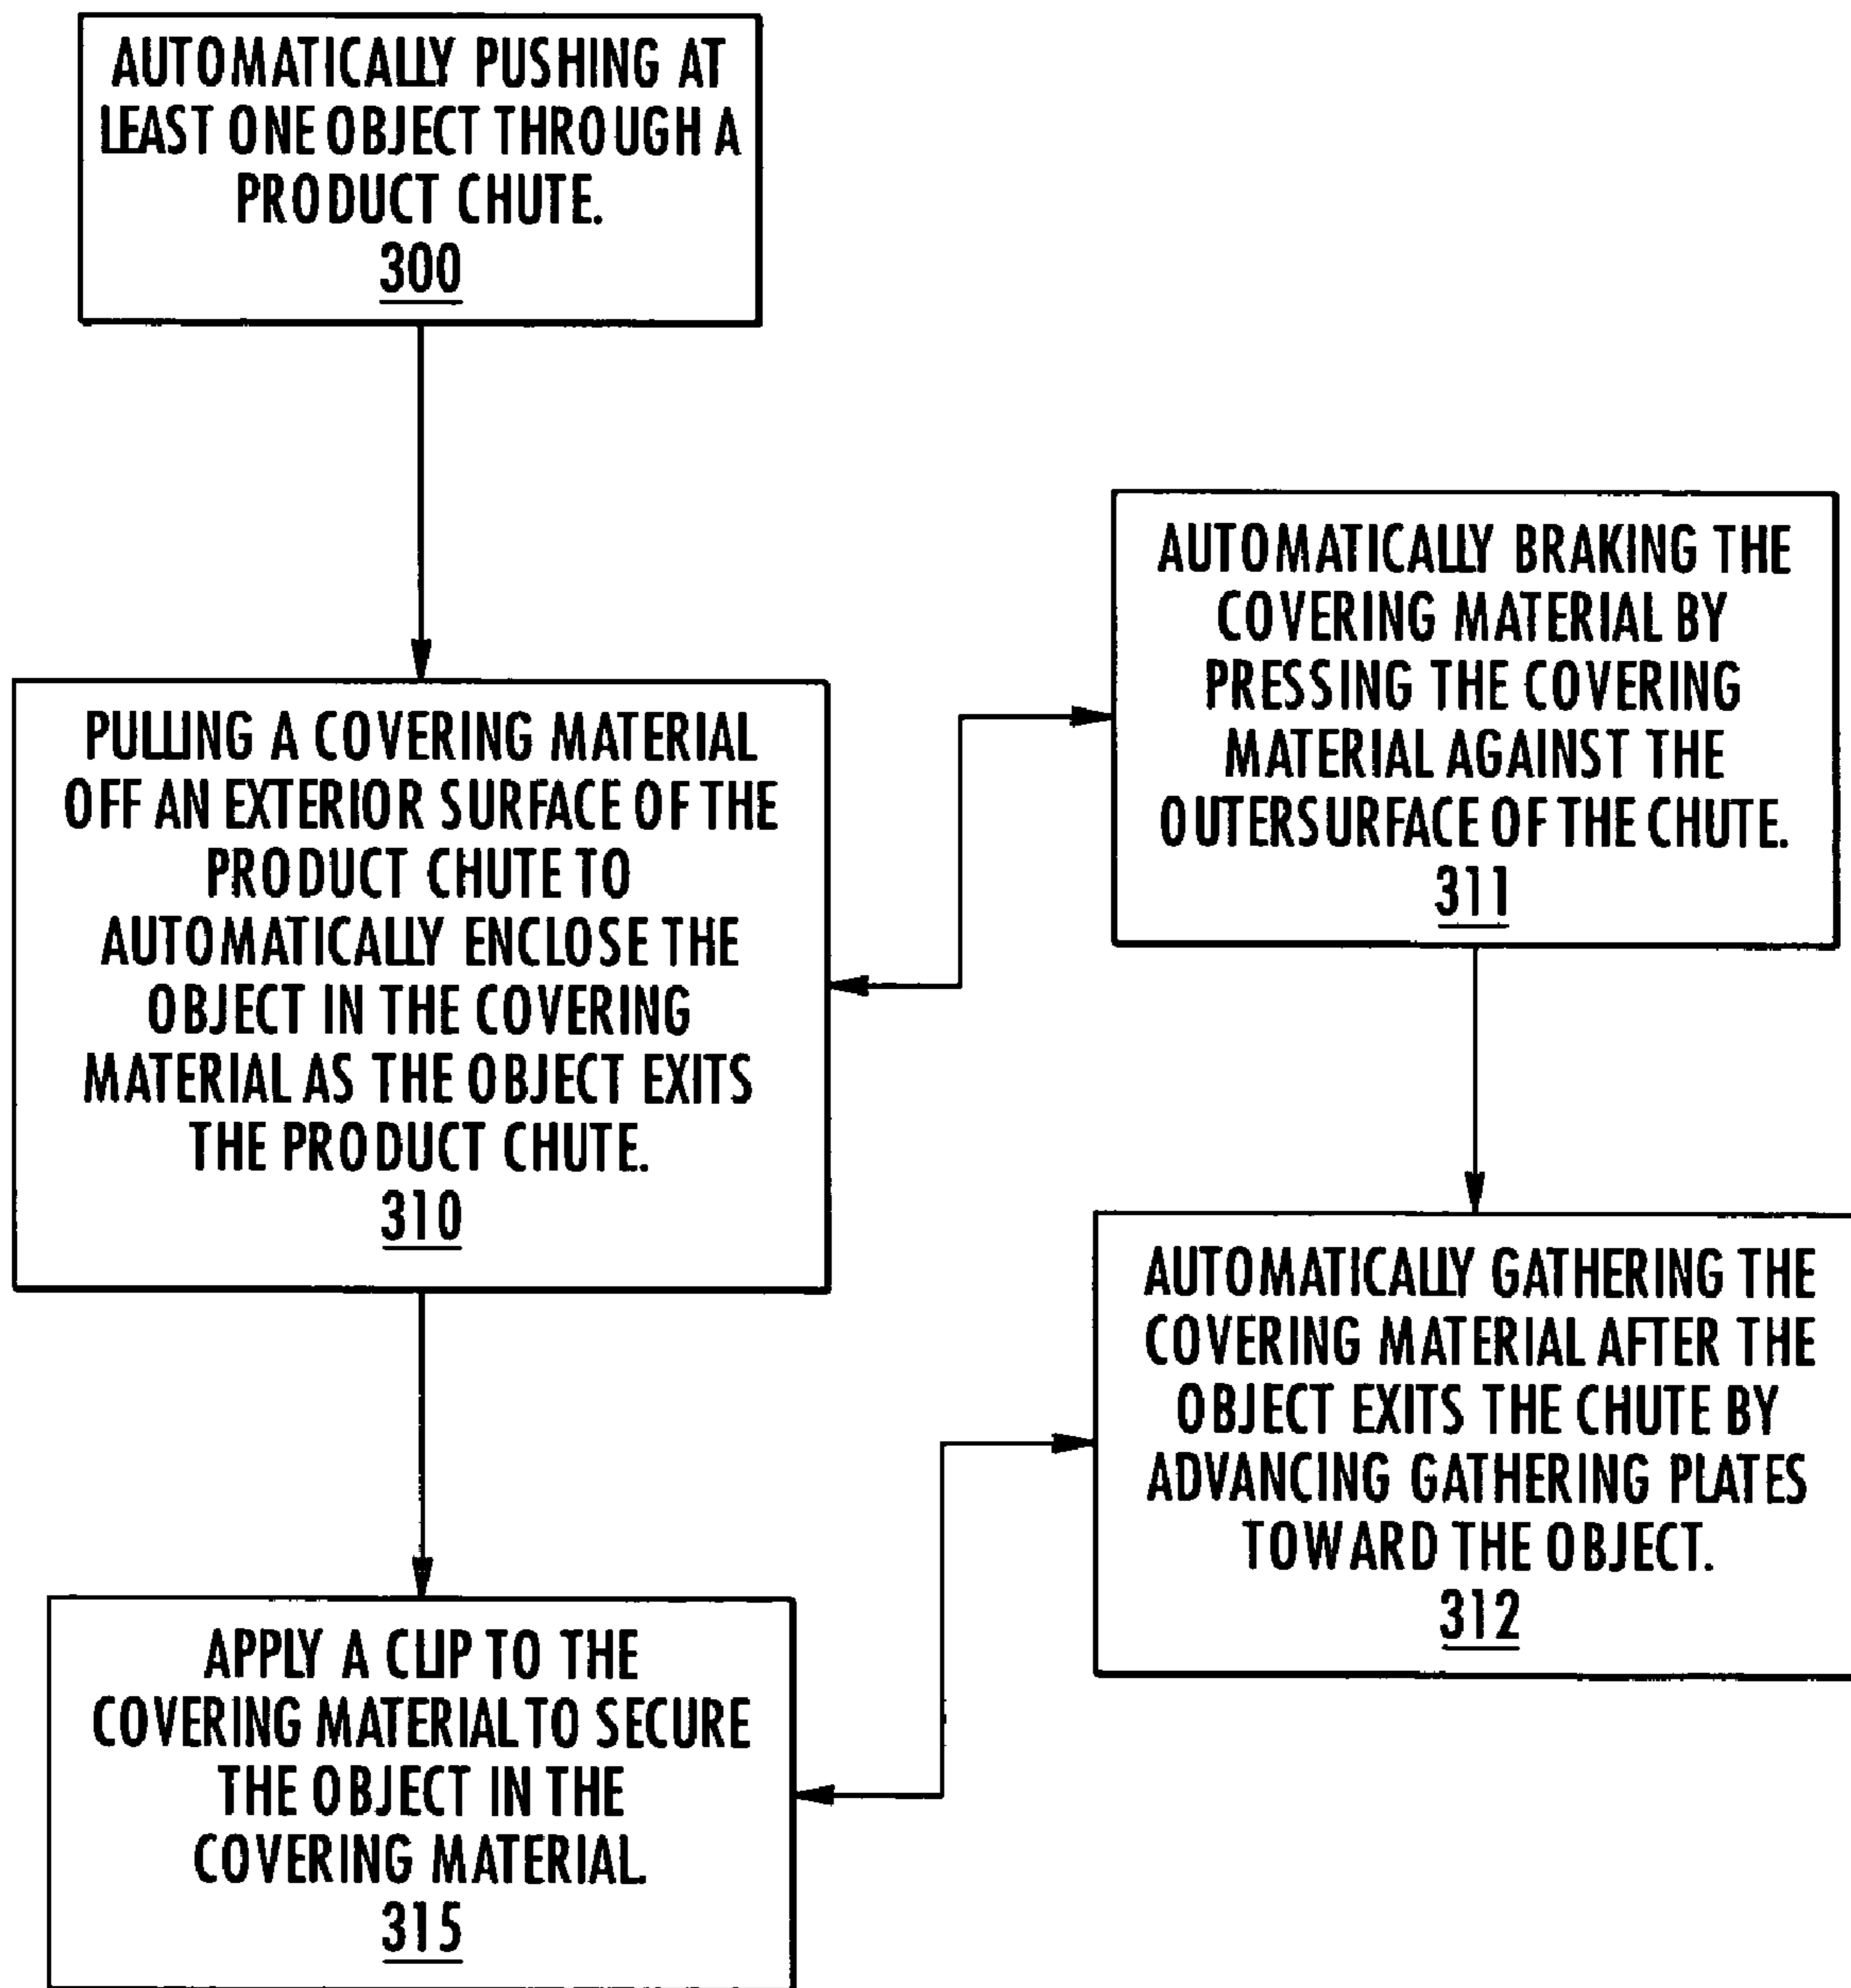 AUTOMATICALLY PUSHING AT
LEAST ONE OBJECT THROUGH A
PRODUCT CHUTE.
300
PULLING A COVERING MATERIAL
OFF AN EXTERIOR SURFACE OF THE
PRODUCT CHUTE TO
AUTOMATICALLY ENCLOSE THE
OBJECT IN THE COVERING
MATERIAL AS THE OBJECT EXITS
THE PRODUCT CHUTE.
310
AUTOMATICALLY BRAKING THE
COVERING MATERIAL BY
PRESSING THE COVERING
MATERIAL AGAINST THE
OUTERSURFACE OF THE CHUTE.
311
AUTOMATICALLY GATHERING THE
COVERING MATERIAL AFTER THE
OBJECT EXITS THE CHUTE BY
ADVANCING GATHERING PLATES
TOWARD THE OBJECT.
312
APPLY A CLIP TO THE
COVERING MATERIAL TO SECURE
THE OBJECT IN THE
COVERING MATERIAL.
315